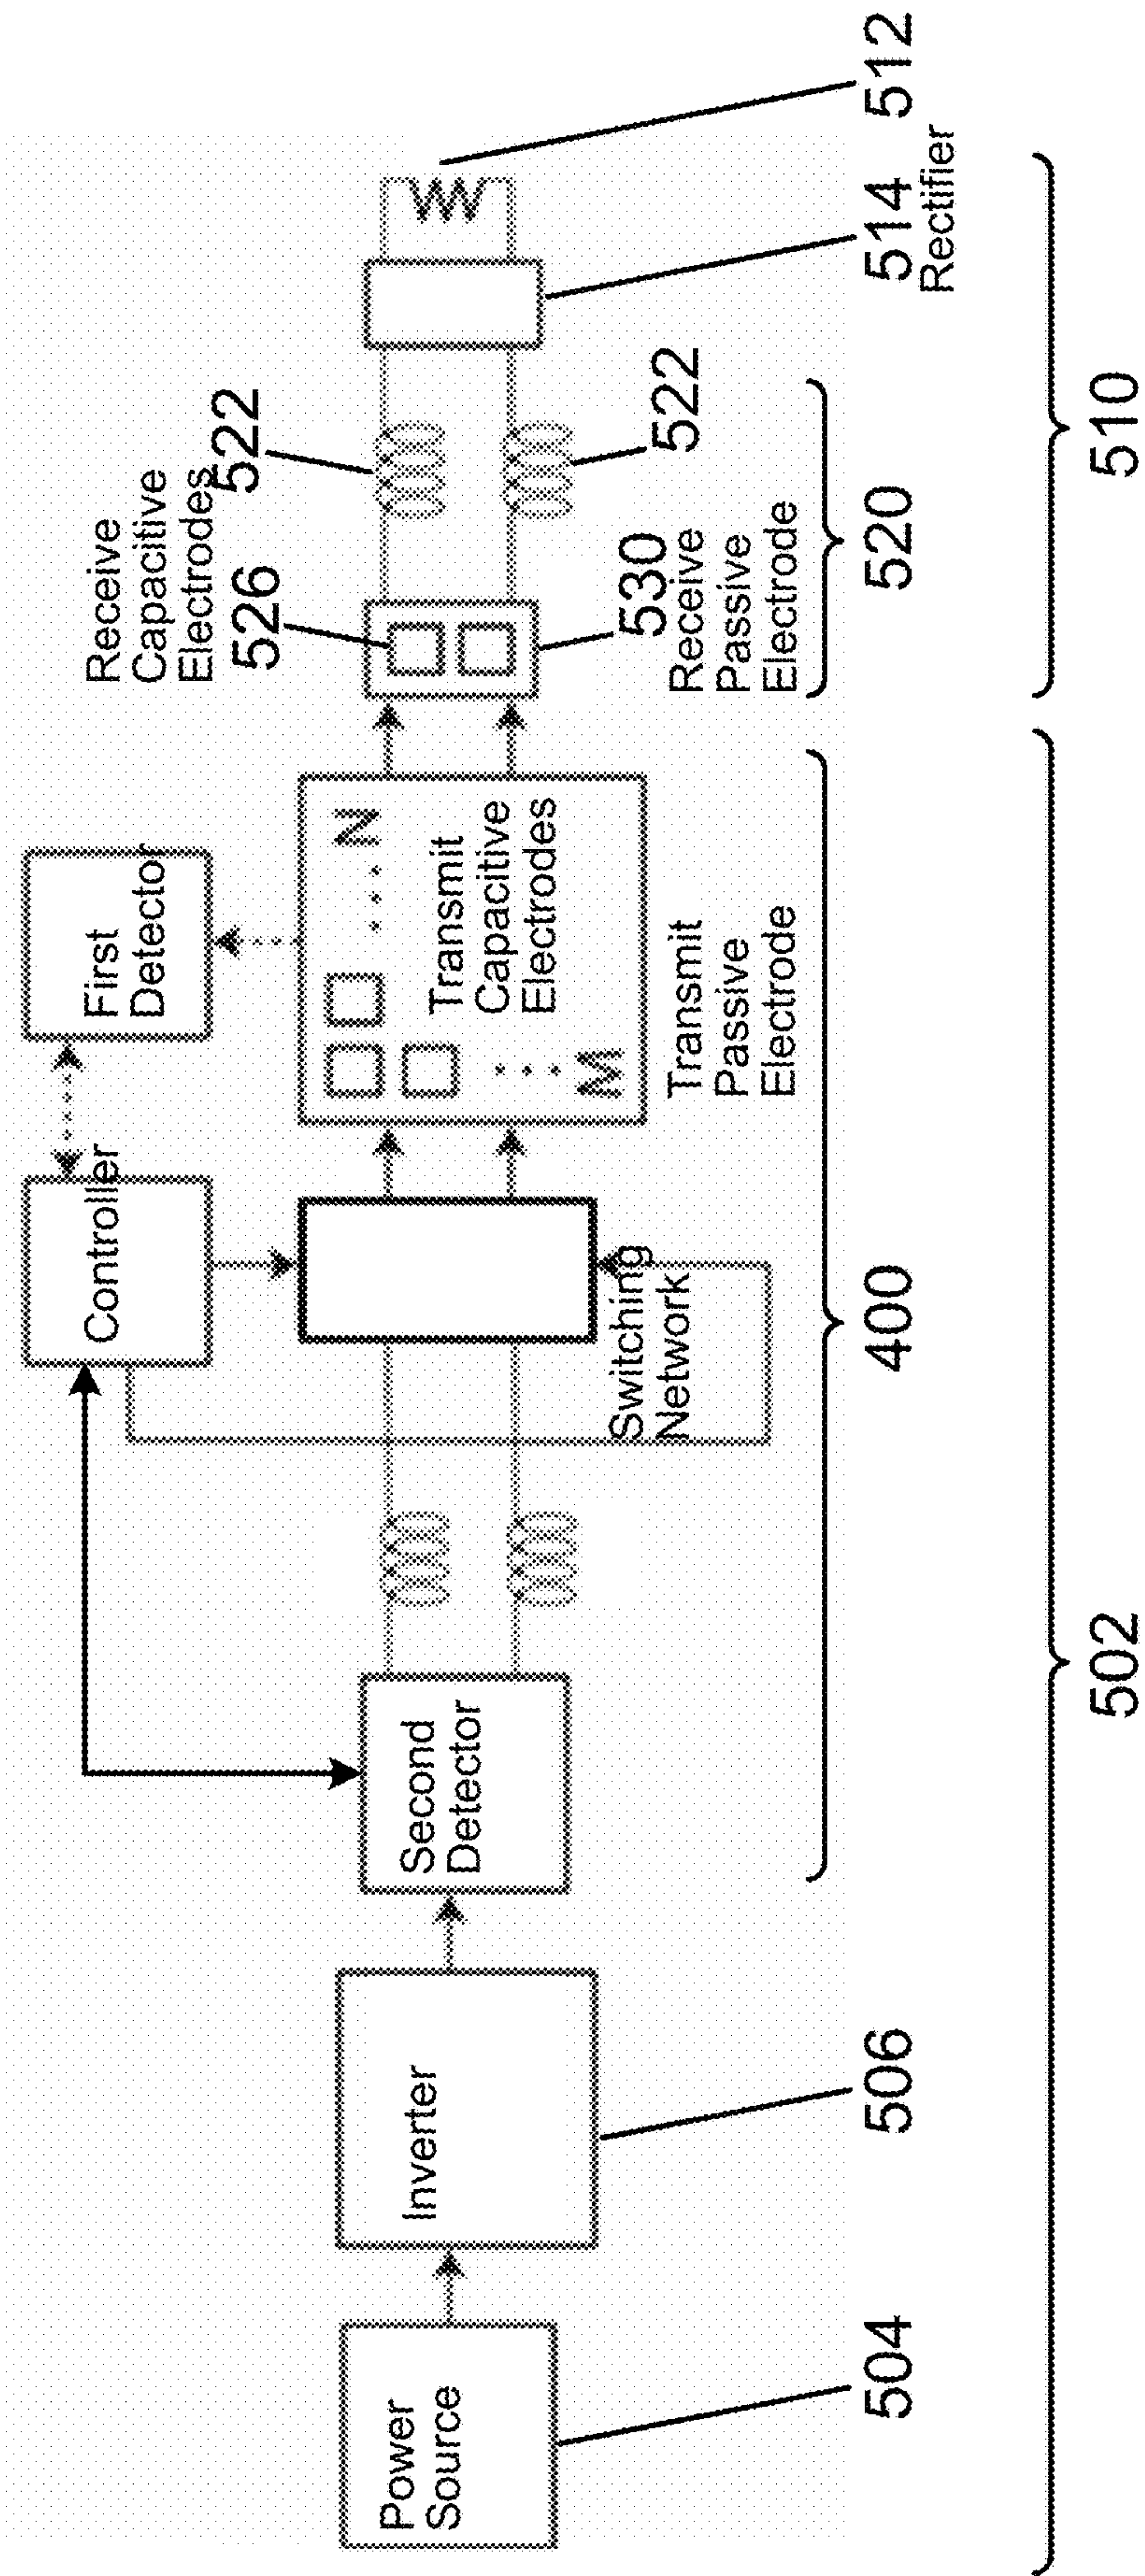 Power
Source
504
Inverter
506
Second
Detector
Controller
First
Detector
Switching
Network
N
M
Transmit
Capacitive
Electrodes
Transmit
Passive
Electrode
400
502
Receive
Capacitive
Electrodes
526
522
530
Receive
Passive
Electrode
522
520
514
Rectifier
512
510